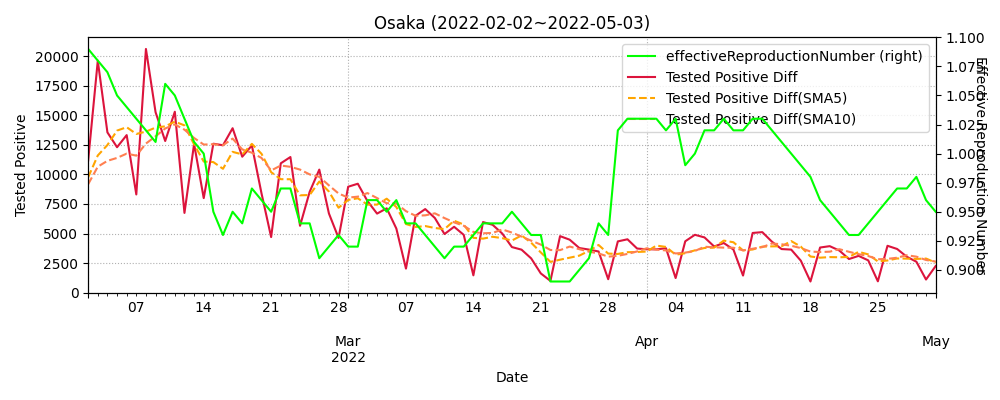 Osaka (2022-02-02~2022-05-03)
effectiveReproductionNumber (right)
Tested Positive Diff
Tested Positive Diff(SMA5)
Tested Positive Diff(SMA10)
Tested Positive
20000
17500
15000
12500
10000
7500
5000
2500
0
1.100
1.075
1.050
1.025
1.000
0.975
0.950
0.925
0.900
Effective Reproduction Number
07 14 21 28 07 14 21 28 04 11 18 25
Mar Apr May
2022
Date